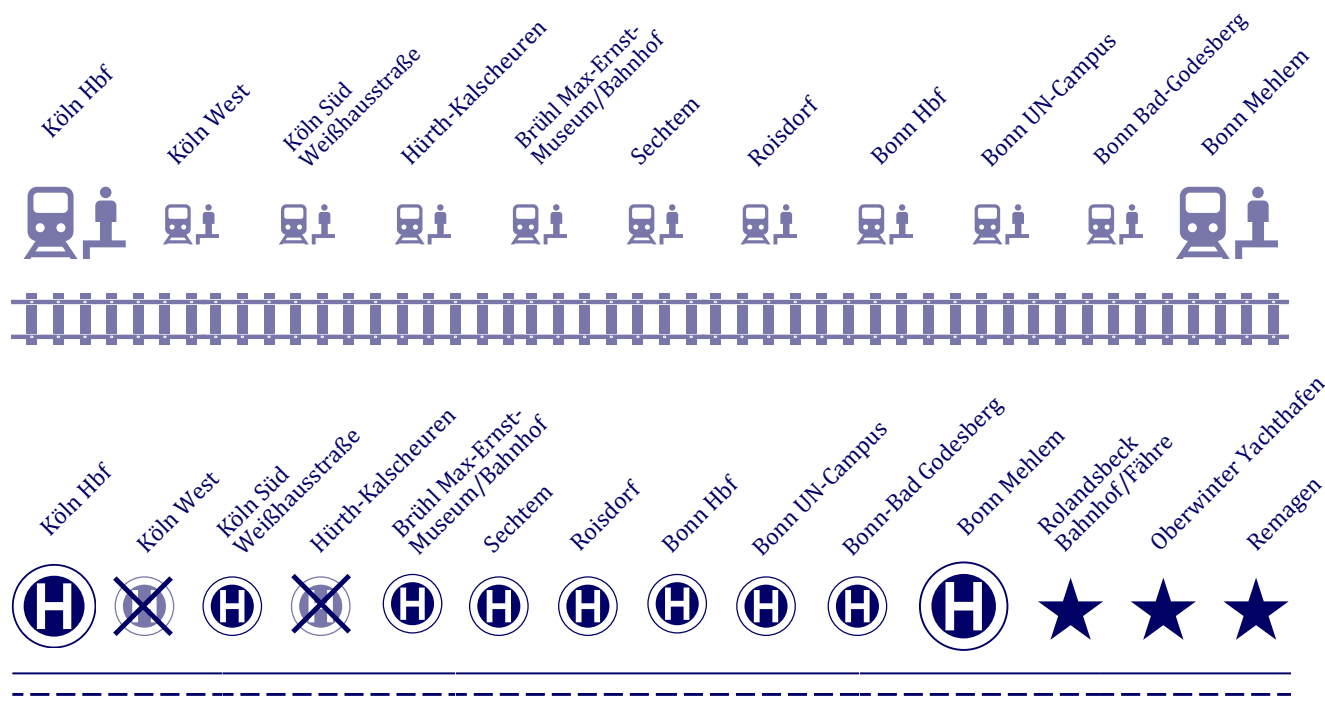 Köln Hbf
Köln West
Köln Süd
Weißhausstraße
Hürth-Kalscheuren
Brühl Max-Ernst-
Museum/Bahnhof
Sechtem
Roisdorf
Bonn Hbf
Bonn UN-Campus
Bonn Bad-Godesberg
Bonn Mehlem
Köln Hbf
Köln West
Köln Süd
Weißhausstraße
Hürth-Kalscheuren
Brühl Max-Ernst-
Museum/Bahnhof
Sechtem
Roisdorf
Bonn Hbf
Bonn UN-Campus
Bonn-Bad Godesberg
Bonn Mehlem
Rolandsbeck
Bahnhof/Fähre
Oberwinter Yachthafen
Remagen
H
H
H
H
H
H
H
H
H
H
H